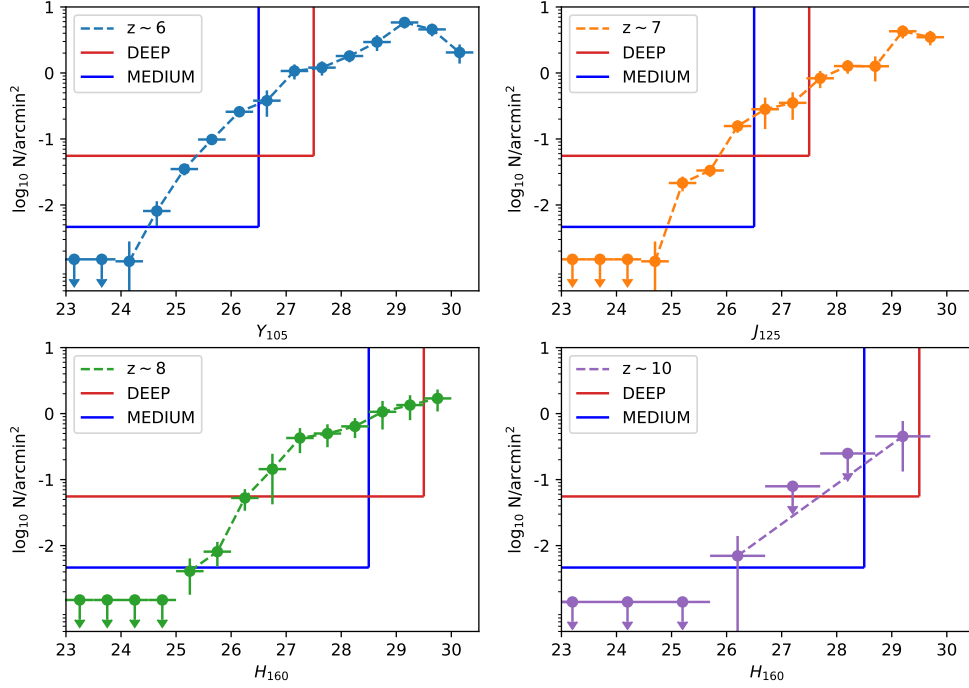 z ~ 6
DEEP
MEDIUM
1
0
-1
-2
log₁₀ N/arcmin²
23 24 25 26 27 28 29 30
Y₁₀₅
z ~ 7
DEEP
MEDIUM
1
0
-1
-2
log₁₀ N/arcmin²
23 24 25 26 27 28 29 30
J₁₂₅
z ~ 8
DEEP
MEDIUM
1
0
-1
-2
log₁₀ N/arcmin²
23 24 25 26 27 28 29 30
H₁₆₀
z ~ 10
DEEP
MEDIUM
1
0
-1
-2
log₁₀ N/arcmin²
23 24 25 26 27 28 29 30
H₁₆₀